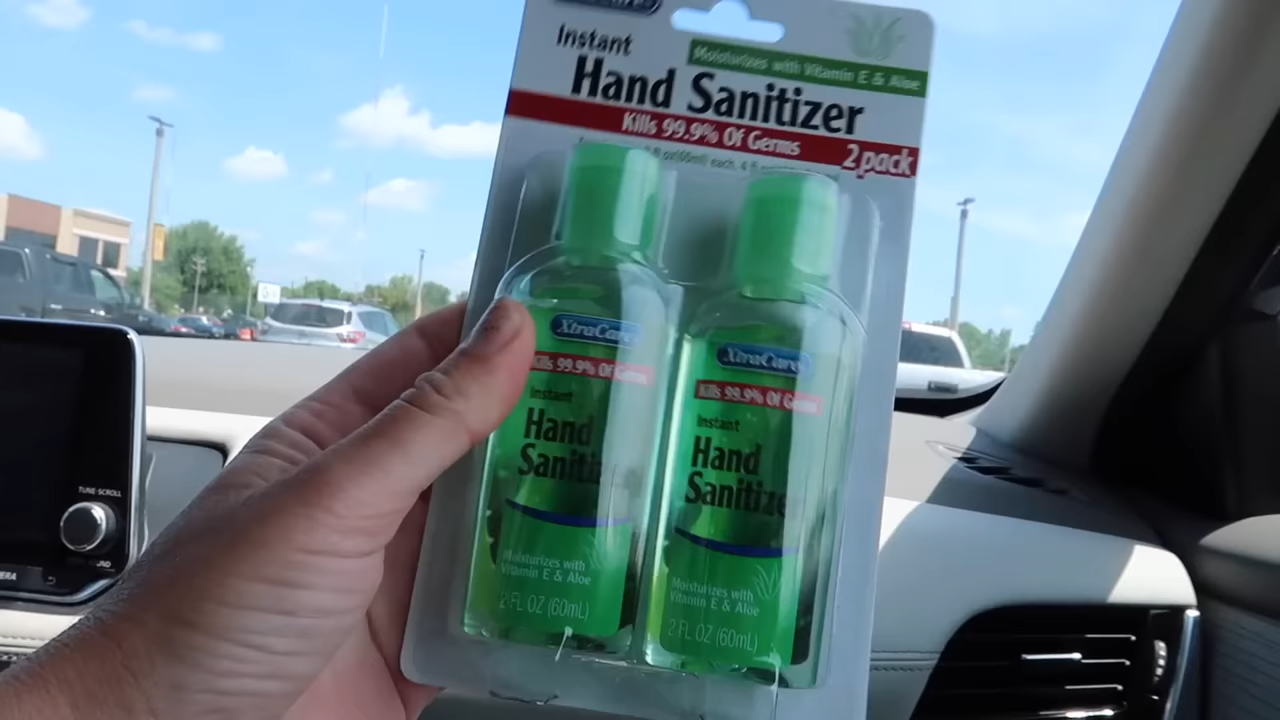 Instant
Moisturizes with Vitamin E & Aloe
Hand Sanitizer
Kills 99.9% Of Germs
2 pack
XtraCare
Kills 99.9% Of Germs
Instant
Hand
Sanitiz
Moisturizes with
Vitamin E & Aloe
2 FL OZ (60mL)
XtraCare
Kills 99.9% Of Germs
Instant
Hand
Sanitize
Moisturizes with
Vitamin E & Aloe
2 FL OZ (60mL)
TUNE·SCROLL